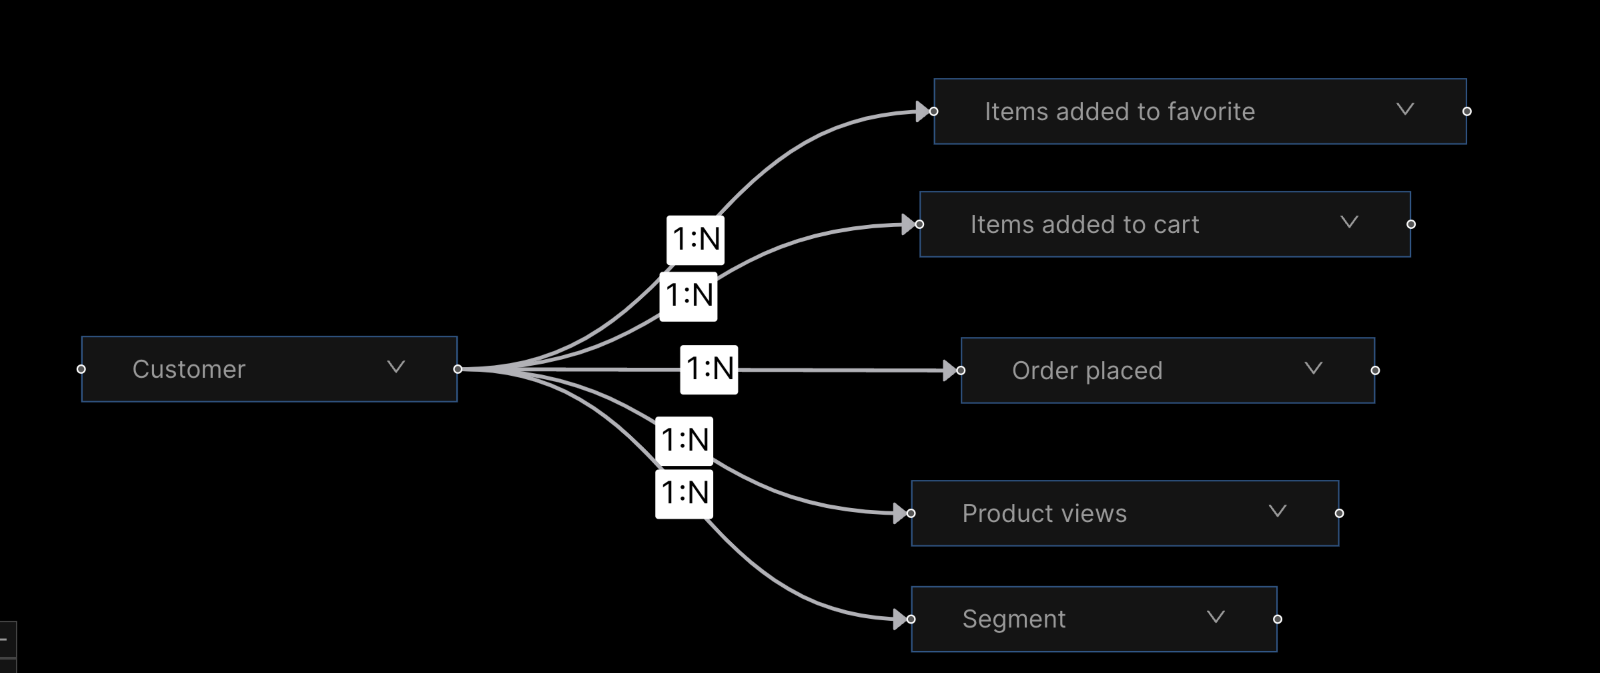 Items added to favorite
1:N
Items added to cart
1:N
Customer
1:N
Order placed
1:N
1:N
Product views
Segment